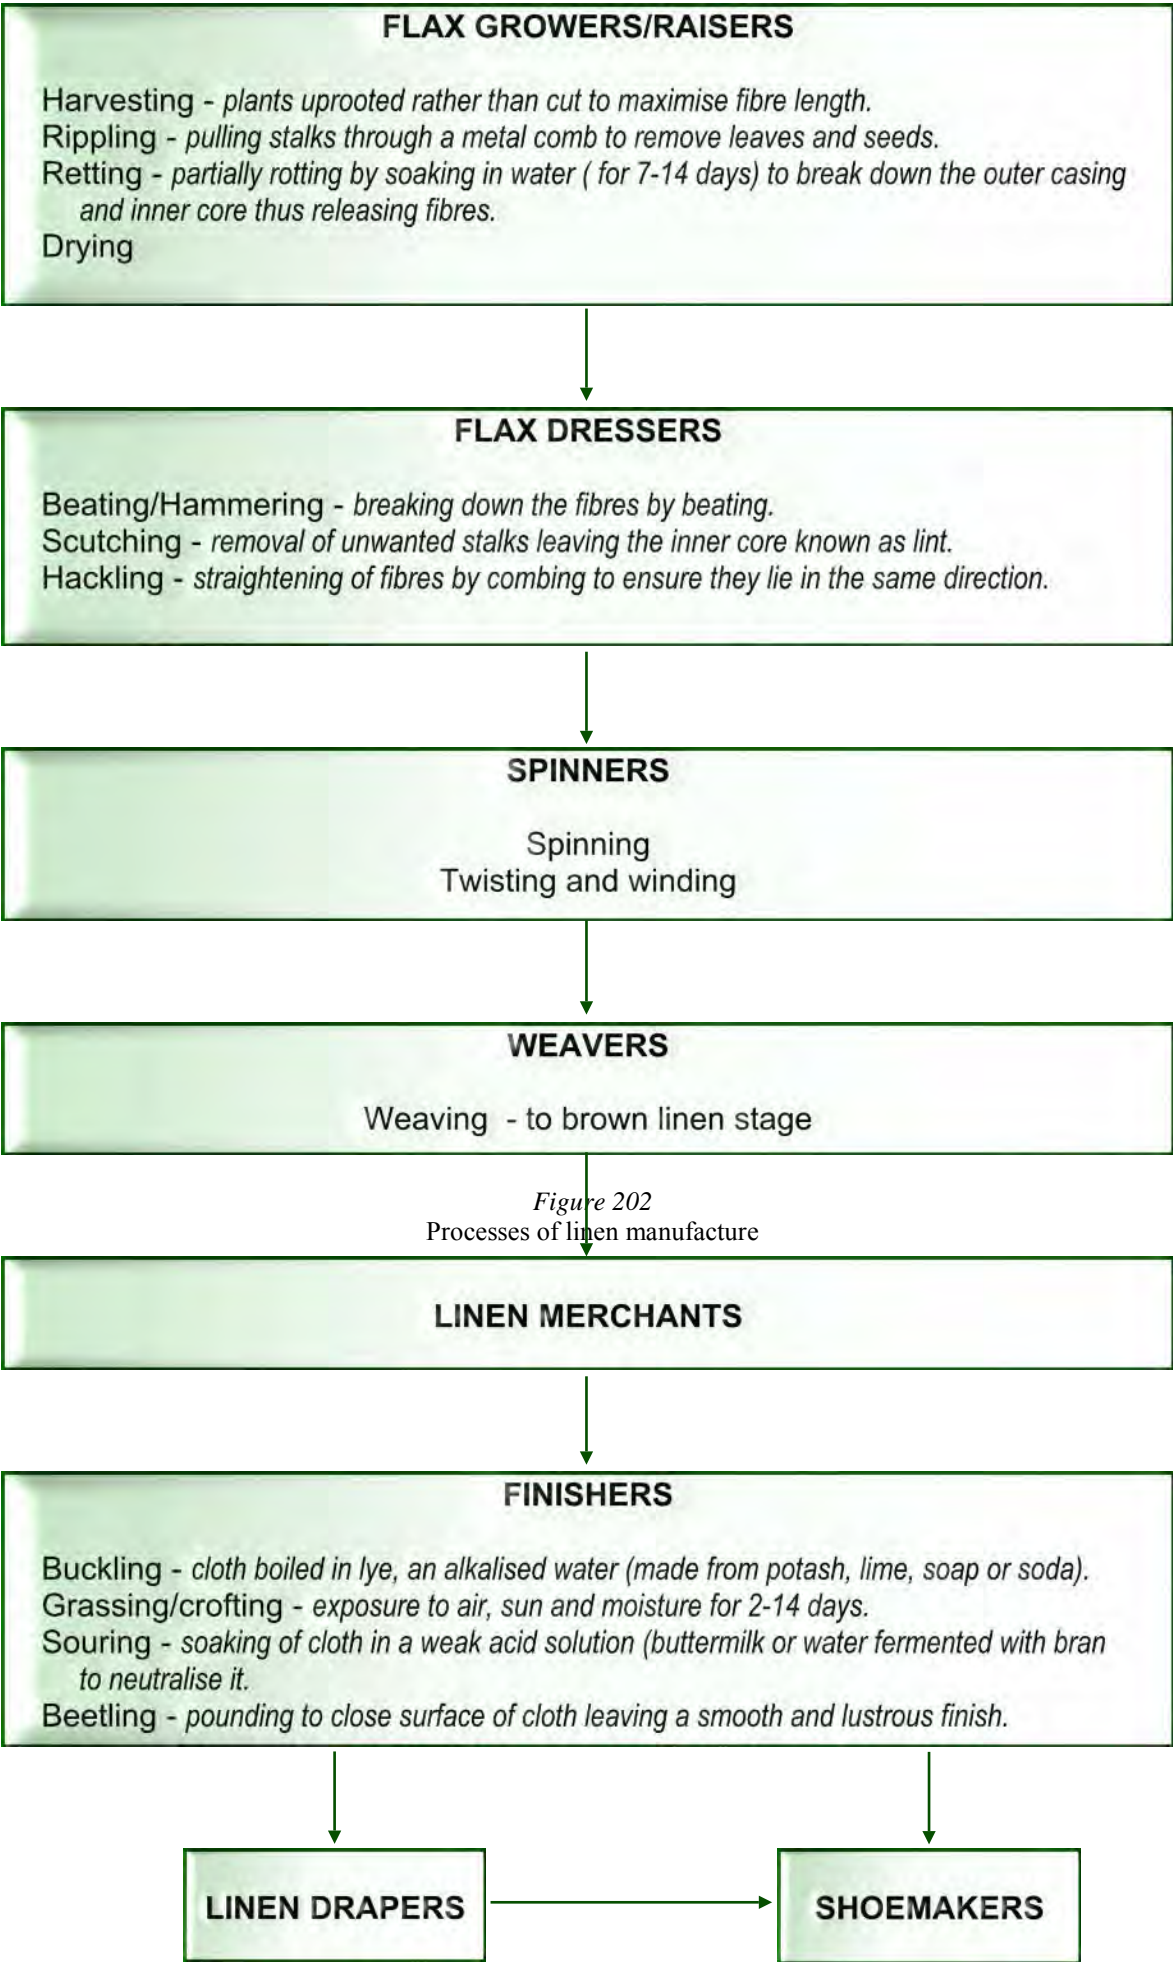 FLAX GROWERS/RAISERS
Harvesting - plants uprooted rather than cut to maximise fibre length.
Rippling - pulling stalks through a metal comb to remove leaves and seeds.
Retting - partially rotting by soaking in water ( for 7-14 days) to break down the outer casing
and inner core thus releasing fibres.
Drying
FLAX DRESSERS
Beating/Hammering - breaking down the fibres by beating.
Scutching - removal of unwanted stalks leaving the inner core known as lint.
Hackling - straightening of fibres by combing to ensure they lie in the same direction.
SPINNERS
Spinning
Twisting and winding
WEAVERS
Weaving - to brown linen stage
Figure 202
Processes of linen manufacture
LINEN MERCHANTS
FINISHERS
Buckling - cloth boiled in lye, an alkalised water (made from potash, lime, soap or soda).
Grassing/crofting - exposure to air, sun and moisture for 2-14 days.
Souring - soaking of cloth in a weak acid solution (buttermilk or water fermented with bran
to neutralise it.
Beetling - pounding to close surface of cloth leaving a smooth and lustrous finish.
LINEN DRAPERS
SHOEMAKERS